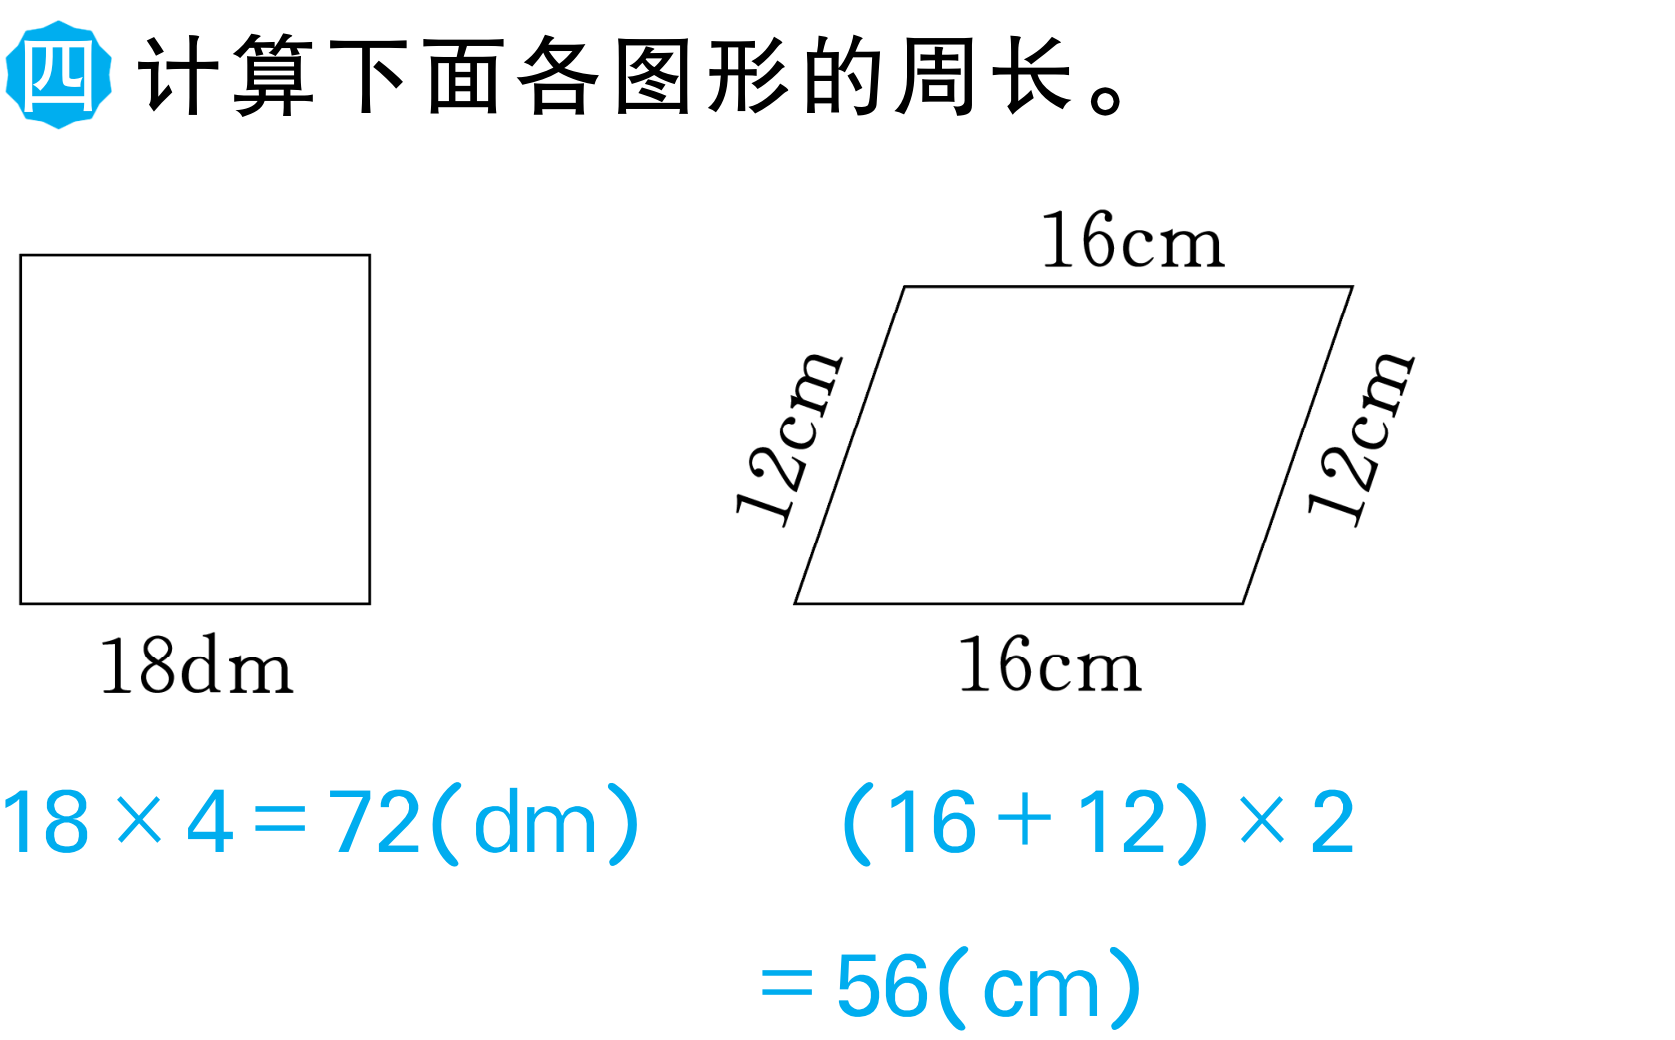 四 计算下面各图形的周长。
16cm
12cm
12cm
18dm
16cm
18×4=72(dm)
(16+12)×2
=56(cm)